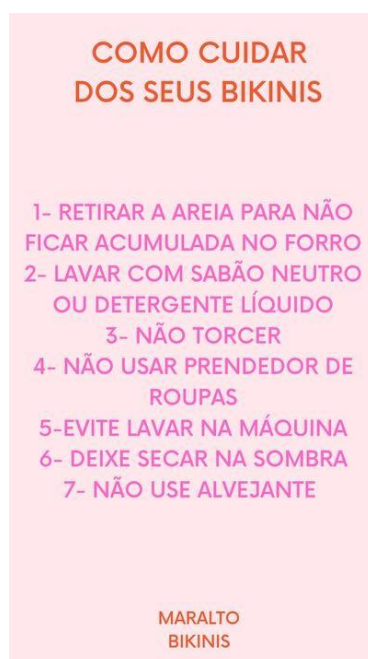 COMO CUIDAR
DOS SEUS BIKINIS
1- RETIRAR A AREIA PARA NÃO
FICAR ACUMULADA NO FORRO
2- LAVAR COM SABÃO NEUTRO
OU DETERGENTE LÍQUIDO
3- NÃO TORCER
4- NÃO USAR PRENDEDOR DE
ROUPAS
5-EVITE LAVAR NA MÁQUINA
6- DEIXE SECAR NA SOMBRA
7- NÃO USE ALVEJANTE
MARALTO
BIKINIS